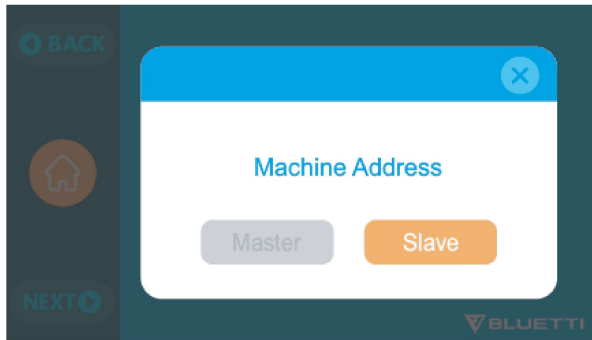 BACK
Machine Address
Master Slave
NEXT
BLUETTI